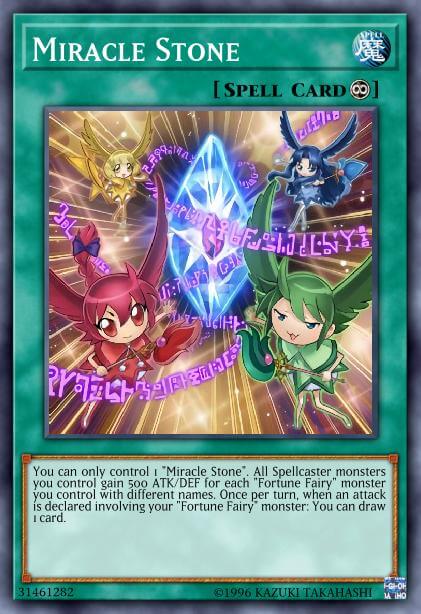 Miracle Stone
SPELL
魔
[Spell Card]
You can only control 1 "Miracle Stone". All Spellcaster monsters
you control gain 500 ATK/DEF for each "Fortune Fairy" monster
you control with different names. Once per turn, when an attack
is declared involving your "Fortune Fairy" monster: You can draw
1 card.
31461282
©1996 KAZUKI TAKAHASHI